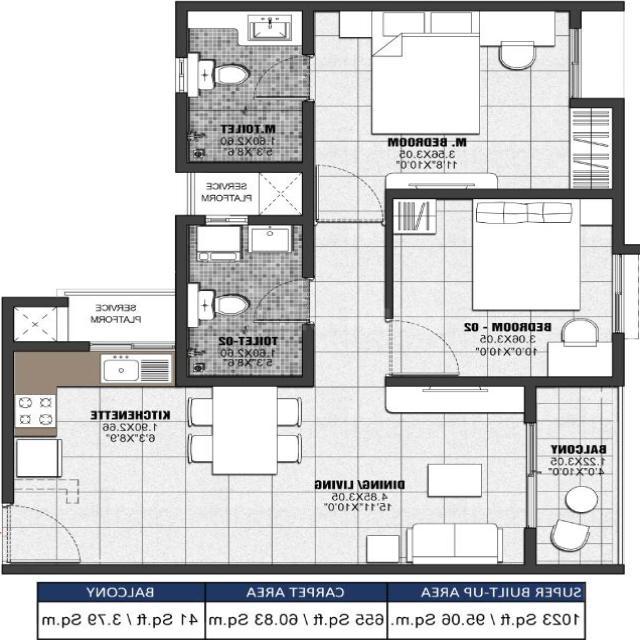 M.TOILET
1.60X2.60
5'3"X8'6"
M. BEDROOM
3.56X3.05
11'8"X10'0"
SERVICE
PLATFORM
SERVICE
PLATFORM
TOILET-02
1.60X2.60
5'3"X8'6"
BEDROOM - 02
3.06X3.05
10'0"X10'0"
KITCHENETTE
1.90X2.66
6'3"X8'9"
DINING/ LIVING
4.85X3.05
15'11"X10'0"
BALCONY
1.22X3.05
4'0"X10'0"
SUPER BUILT-UP AREA CARPET AREA BALCONY
1023 Sq.ft / 95.06 Sq.m. 655 Sq.ft / 60.83 Sq.m 41 Sq.ft / 3.79 Sq.m